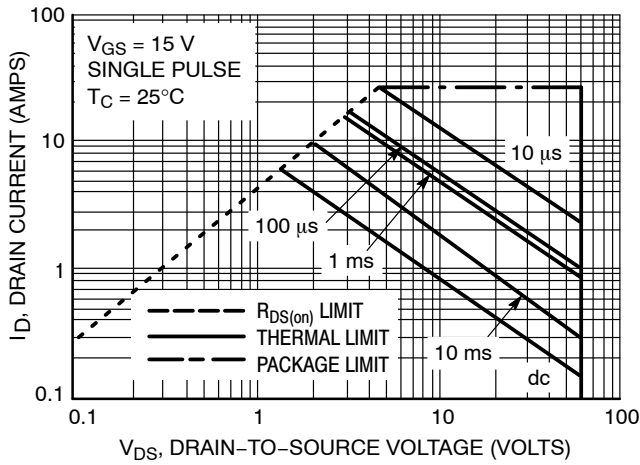 100
V_GS = 15 V
SINGLE PULSE
T_C = 25°C
10
10 μs
100 μs
1 ms
1
R_DS(on) LIMIT
THERMAL LIMIT
PACKAGE LIMIT
10 ms
dc
0.1
0.1
1
10
100
I_D, DRAIN CURRENT (AMPS)
V_DS, DRAIN−TO−SOURCE VOLTAGE (VOLTS)